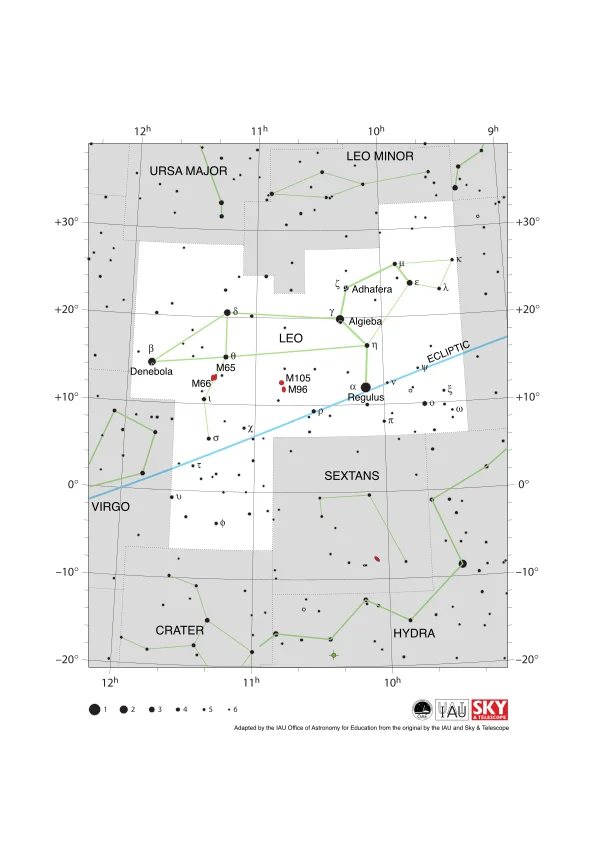 12h 11h 10h 9h
LEO MINOR
URSA MAJOR
+30° +30°
μ κ
ζ Adhafera ε λ
+20° δ γ +20°
Algieba
LEO η
β θ ECLIPTIC
Denebola M65 ψ
M66 M105 α ν ξ
M96
+10° ι Regulus +10°
ρ ο ω
χ π
σ
τ SEXTANS
0° 0°
υ
VIRGO
φ
–10° –10°
CRATER HYDRA
–20° –20°
12h 11h 10h
1 2 3 4 5 6
OAE IAU SKY
& TELESCOPE
Adapted by the IAU Office of Astronomy for Education from the original by the IAU and Sky & Telescope